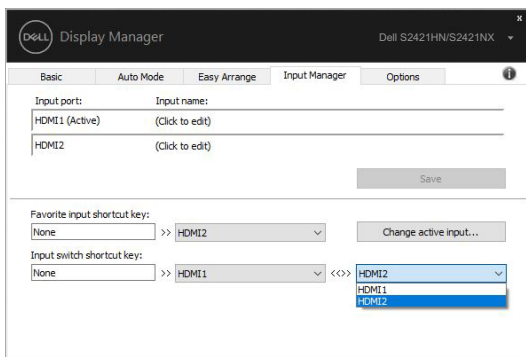 DELL Display Manager Dell S2421HN/S2421NX
x
Basic Auto Mode Easy Arrange Input Manager Options
Input port: Input name:
HDMI1 (Active) (Click to edit)
HDMI2 (Click to edit)
Save
Favorite input shortcut key:
None >> HDMI2 Change active input...
Input switch shortcut key:
None >> HDMI1 <<>> HDMI2
HDMI1
HDMI2